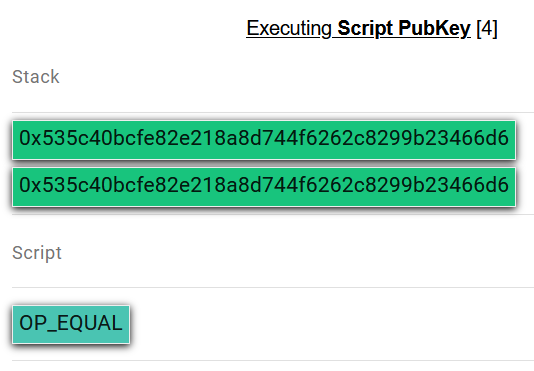 Executing Script PubKey [4]
Stack
0x535c40bcfe82e218a8d744f6262c8299b23466d6
0x535c40bcfe82e218a8d744f6262c8299b23466d6
Script
OP_EQUAL